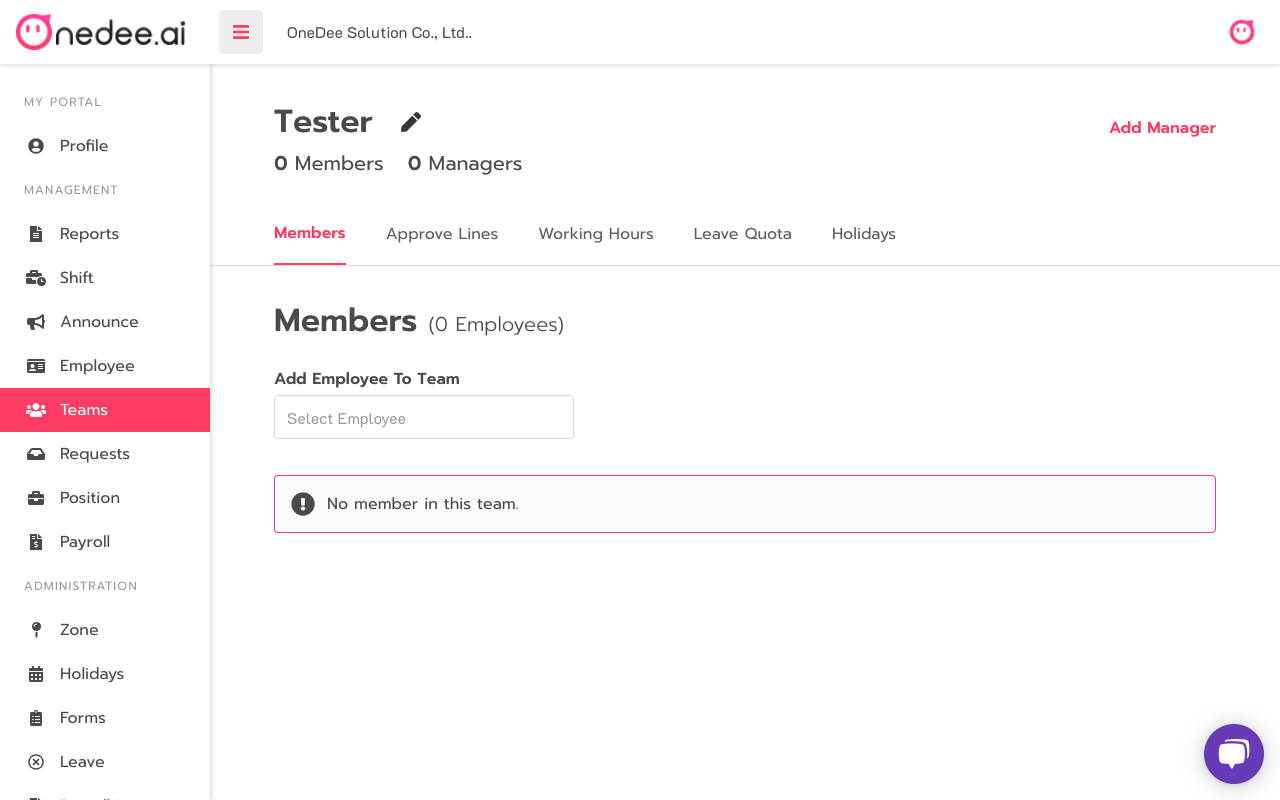 Onedee.ai
OneDee Solution Co., Ltd..
MY PORTAL
Profile
MANAGEMENT
Reports
Shift
Announce
Employee
Teams
Requests
Position
Payroll
ADMINISTRATION
Zone
Holidays
Forms
Leave
Tester
Add Manager
0 Members 0 Managers
Members Approve Lines Working Hours Leave Quota Holidays
Members (0 Employees)
Add Employee To Team
Select Employee
No member in this team.